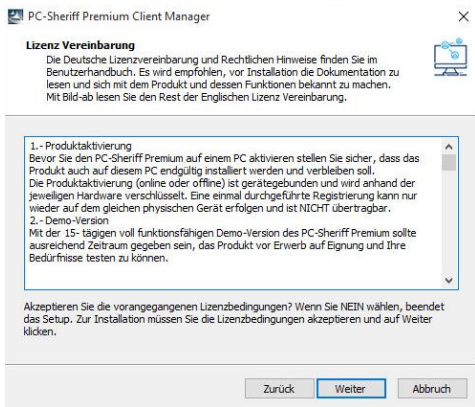 PC-Sheriff Premium Client Manager
Lizenz Vereinbarung
Die Deutsche Lizenzvereinbarung und Rechtlichen Hinweise finden Sie im
Benutzerhandbuch. Es wird empfohlen, vor Installation die Dokumentation zu
lesen und sich mit dem Produkt und dessen Funktionen bekannt zu machen.
Mit Bild-ab lesen Sie den Rest der Englischen Lizenz Vereinbarung.
1.- Produktaktivierung
Bevor Sie den PC-Sheriff Premium auf einem PC aktivieren stellen Sie sicher, dass das
Produkt auch auf diesem PC endgültig installiert werden und verbleiben soll.
Die Produktaktivierung (online oder offline) ist gerätegebunden und wird anhand der
jeweiligen Hardware verschlüsselt. Eine einmal durchgeführte Registrierung kann nur
wieder auf dem gleichen physischen Gerät erfolgen und ist NICHT übertragbar.
2.- Demo-Version
Mit der 15- tägigen voll funktionsfähigen Demo-Version des PC-Sheriff Premium sollte
ausreichend Zeitraum gegeben sein, das Produkt vor Erwerb auf Eignung und Ihre
Bedürfnisse testen zu können.
Akzeptieren Sie die vorangegangenen Lizenzbedingungen? Wenn Sie NEIN wählen, beendet
das Setup. Zur Installation müssen Sie die Lizenzbedingungen akzeptieren und auf Weiter
klicken.
Zurück Weiter Abbruch